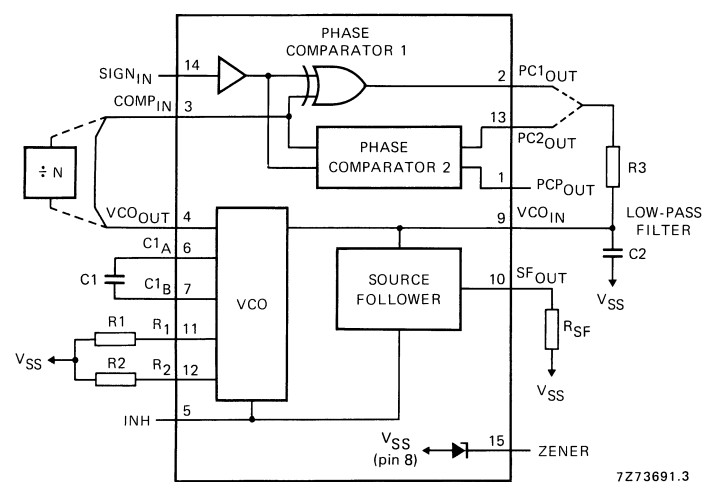 PHASE
COMPARATOR 1
SIGN_IN 14
2 PC1_OUT
COMP_IN 3
13 PC2_OUT
÷ N
PHASE
COMPARATOR 2
R3
1 PCP_OUT
VCO_OUT 4
9 VCO_IN
LOW-PASS
FILTER
C1_A 6
C2
C1
C1_B 7
VCO
SOURCE
FOLLOWER
10 SF_OUT
V_SS
R1 R_1 11
R_SF
V_SS
R2 R_2 12
V_SS
INH 5
V_SS
(pin 8)
15 ZENER
7Z73691.3